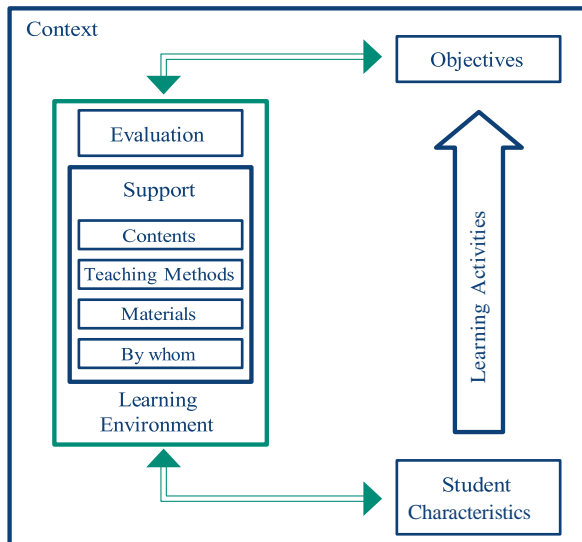 Context
Objectives
Evaluation
Support
Contents
Teaching Methods
Materials
By whom
Learning
Environment
Learning Activities
Student
Characteristics